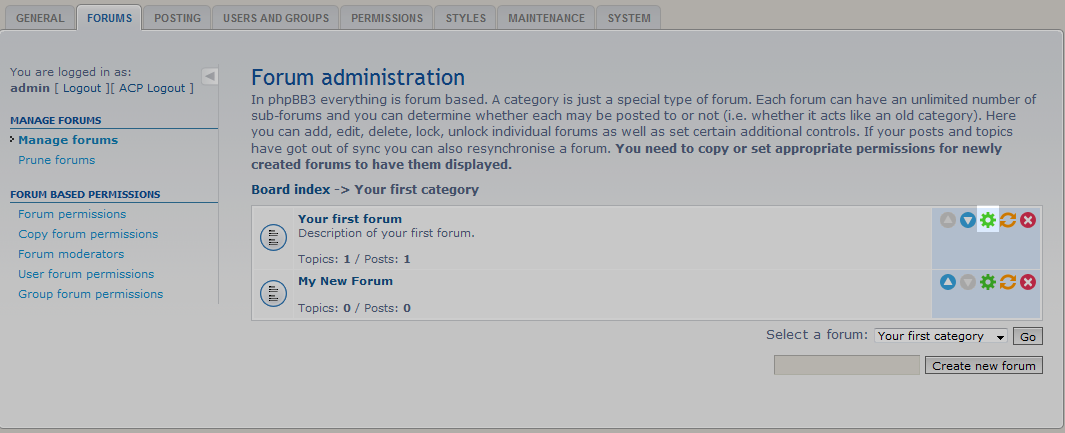 GENERAL FORUMS POSTING USERS AND GROUPS PERMISSIONS STYLES MAINTENANCE SYSTEM
You are logged in as:
admin [ Logout ][ ACP Logout ]
MANAGE FORUMS
Manage forums
Prune forums
FORUM BASED PERMISSIONS
Forum permissions
Copy forum permissions
Forum moderators
User forum permissions
Group forum permissions
Forum administration
In phpBB3 everything is forum based. A category is just a special type of forum. Each forum can have an unlimited number of
sub-forums and you can determine whether each may be posted to or not (i.e. whether it acts like an old category). Here
you can add, edit, delete, lock, unlock individual forums as well as set certain additional controls. If your posts and topics
have got out of sync you can also resynchronise a forum. You need to copy or set appropriate permissions for newly
created forums to have them displayed.
Board index -> Your first category
Your first forum
Description of your first forum.
Topics: 1 / Posts: 1
My New Forum
Topics: 0 / Posts: 0
Select a forum: Your first category Go
Create new forum